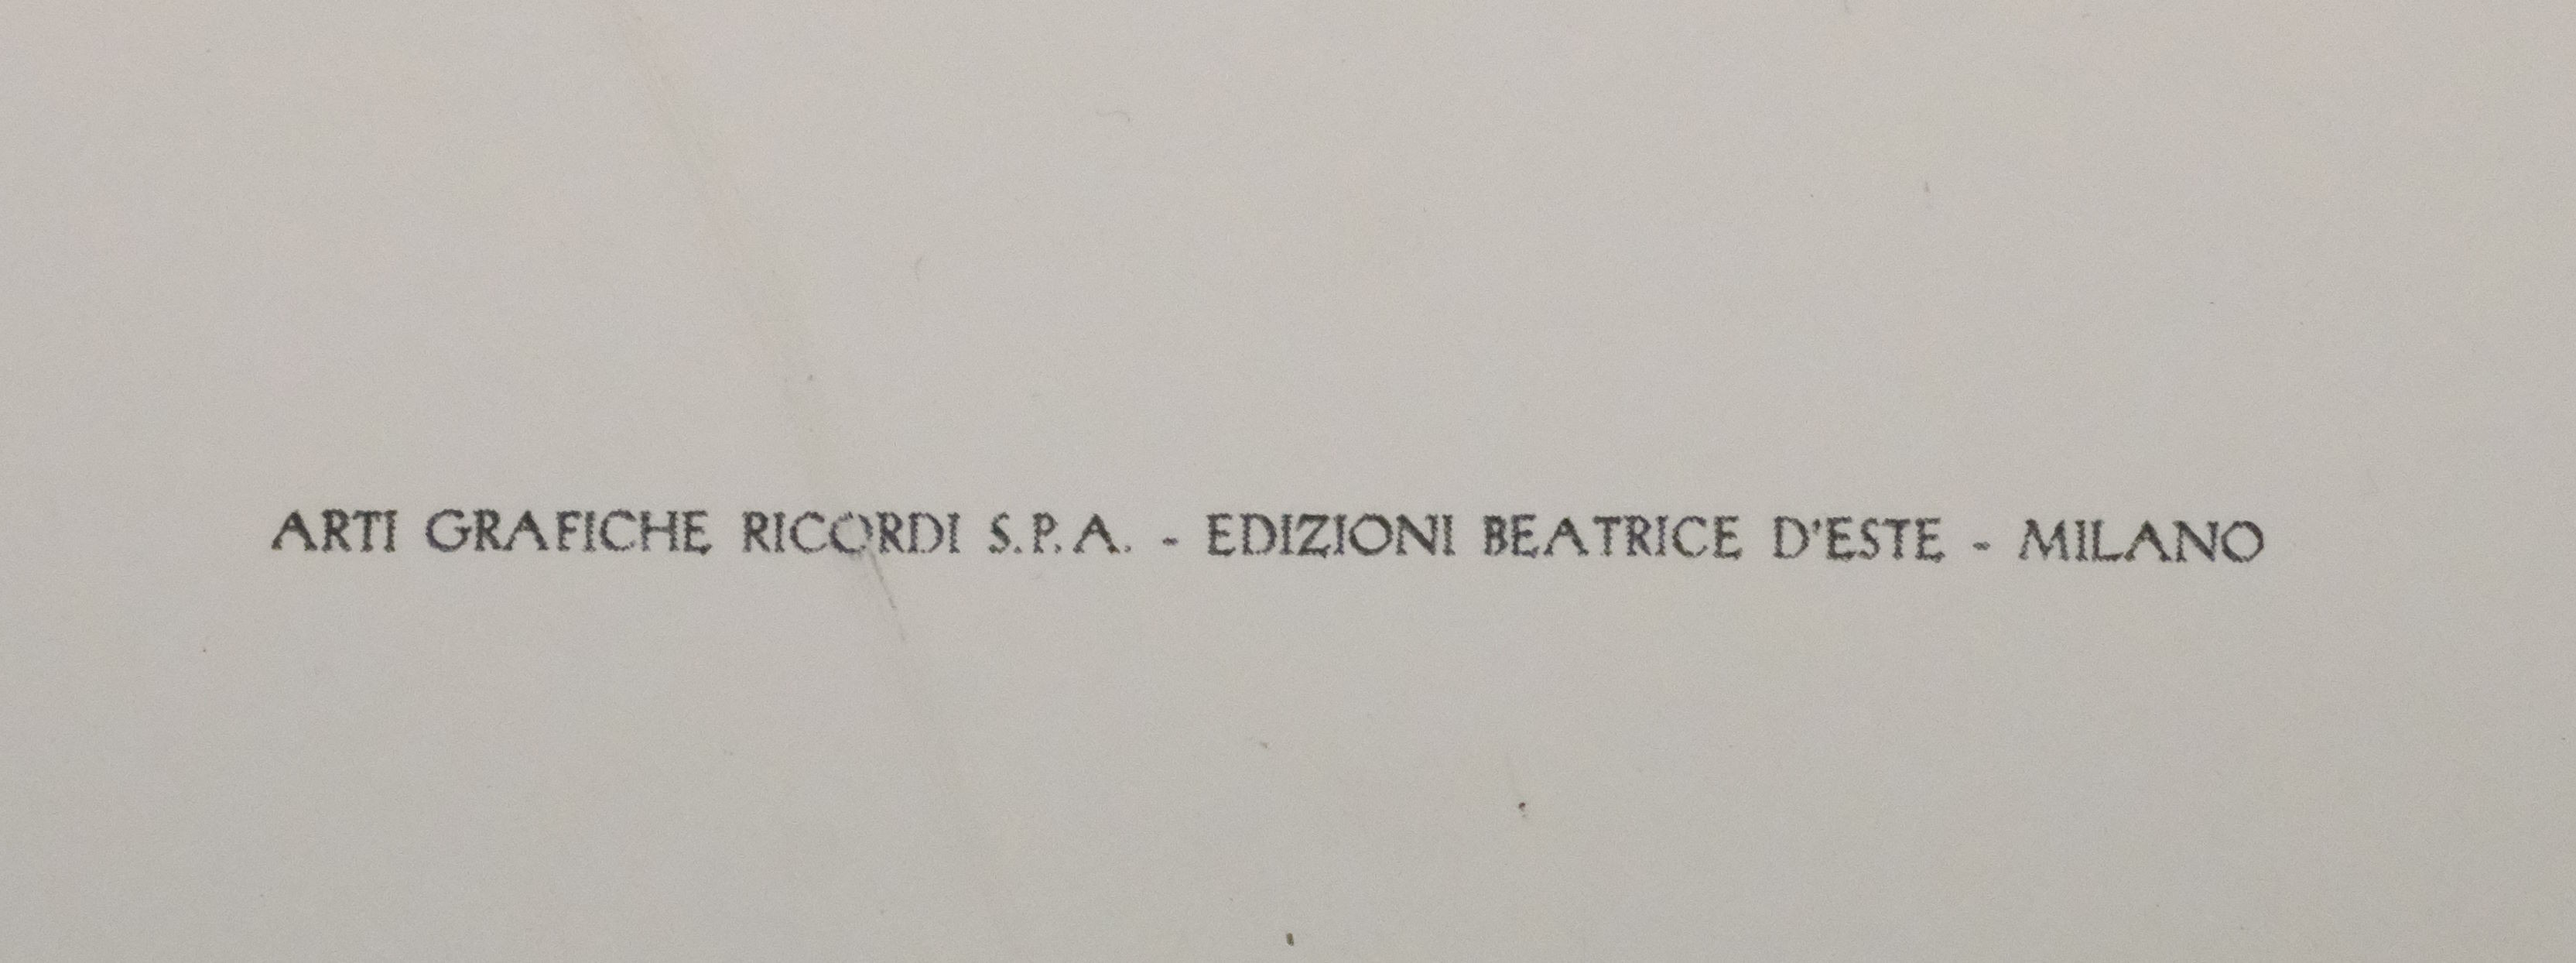 ARTI GRAFICHE RICORDI S.P.A. - EDIZIONI BEATRICE D'ESTE - MILANO